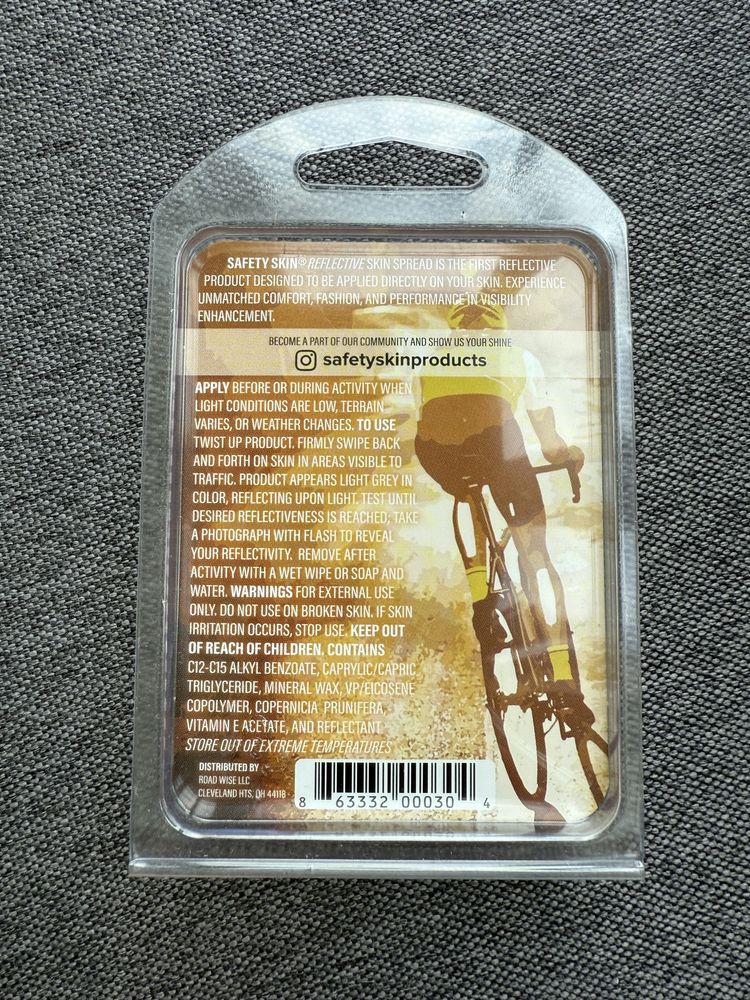 SAFETY SKIN® REFLECTIVE SKIN SPREAD IS THE FIRST REFLECTIVE
PRODUCT DESIGNED TO BE APPLIED DIRECTLY ON YOUR SKIN. EXPERIENCE
UNMATCHED COMFORT, FASHION, AND PERFORMANCE IN VISIBILITY
ENHANCEMENT.
BECOME A PART OF OUR COMMUNITY AND SHOW US YOUR SHINE
safetyskinproducts
APPLY BEFORE OR DURING ACTIVITY WHEN
LIGHT CONDITIONS ARE LOW, TERRAIN
VARIES, OR WEATHER CHANGES. TO USE
TWIST UP PRODUCT. FIRMLY SWIPE BACK
AND FORTH ON SKIN IN AREAS VISIBLE TO
TRAFFIC. PRODUCT APPEARS LIGHT GREY IN
COLOR, REFLECTING UPON LIGHT. TEST UNTIL
DESIRED REFLECTIVENESS IS REACHED; TAKE
A PHOTOGRAPH WITH FLASH TO REVEAL
YOUR REFLECTIVITY. REMOVE AFTER
ACTIVITY WITH A WET WIPE OR SOAP AND
WATER. WARNINGS FOR EXTERNAL USE
ONLY. DO NOT USE ON BROKEN SKIN. IF SKIN
IRRITATION OCCURS, STOP USE. KEEP OUT
OF REACH OF CHILDREN. CONTAINS
C12-C15 ALKYL BENZOATE, CAPRYLIC/CAPRIC
TRIGLYCERIDE, MINERAL WAX, VP/EICOSENE
COPOLYMER, COPERNICIA PRUNIFERA,
VITAMIN E ACETATE, AND REFLECTANT
STORE OUT OF EXTREME TEMPERATURES
DISTRIBUTED BY
ROAD WISE LLC
CLEVELAND HTS, OH 44118
8 63332 00030 4